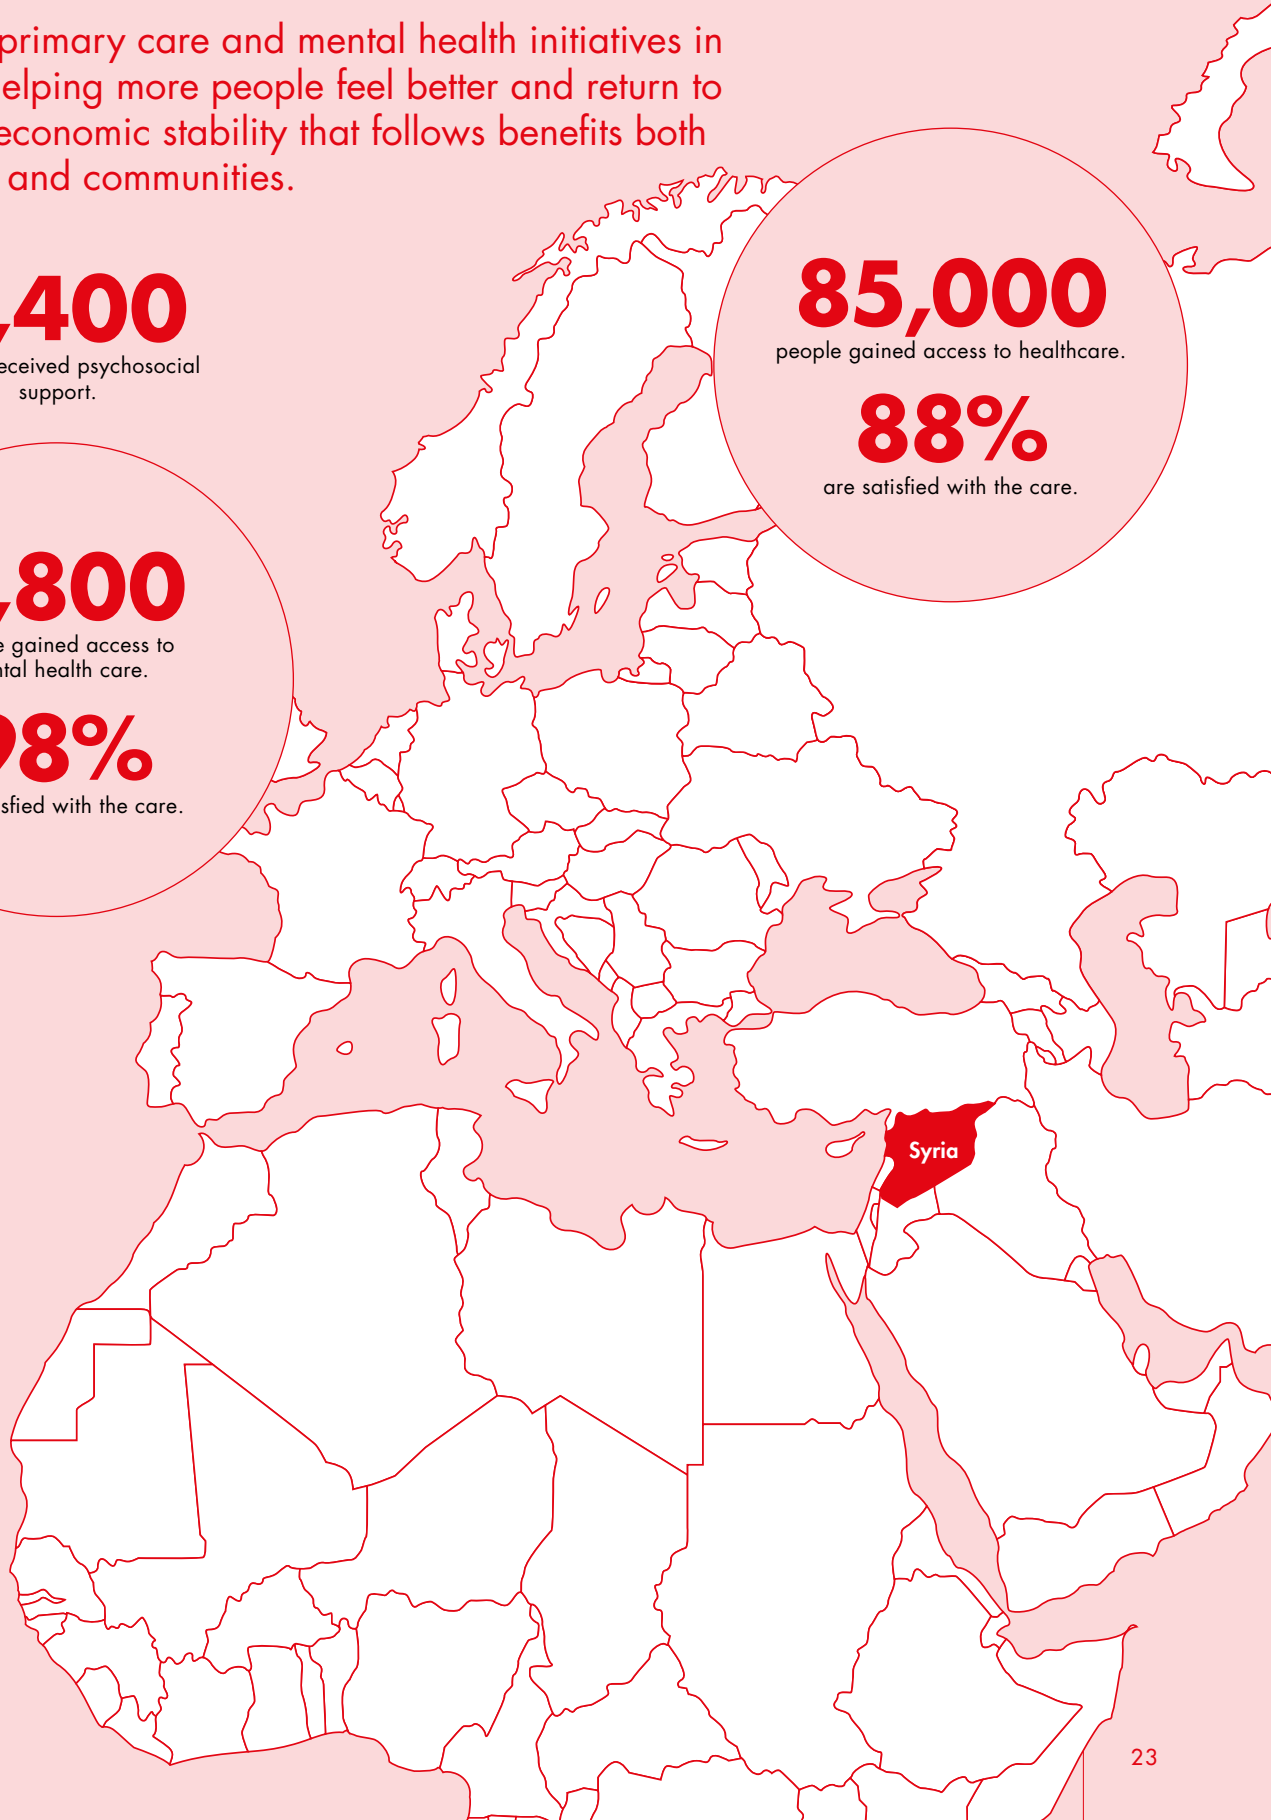 primary care and mental health initiatives in
elping more people feel better and return to
economic stability that follows benefits both
and communities.
,400
eceived psychosocial
support.
,800
gained access to
ntal health care.
98%
sfied with the care.
85,000
people gained access to healthcare.
88%
are satisfied with the care.
Syria
23